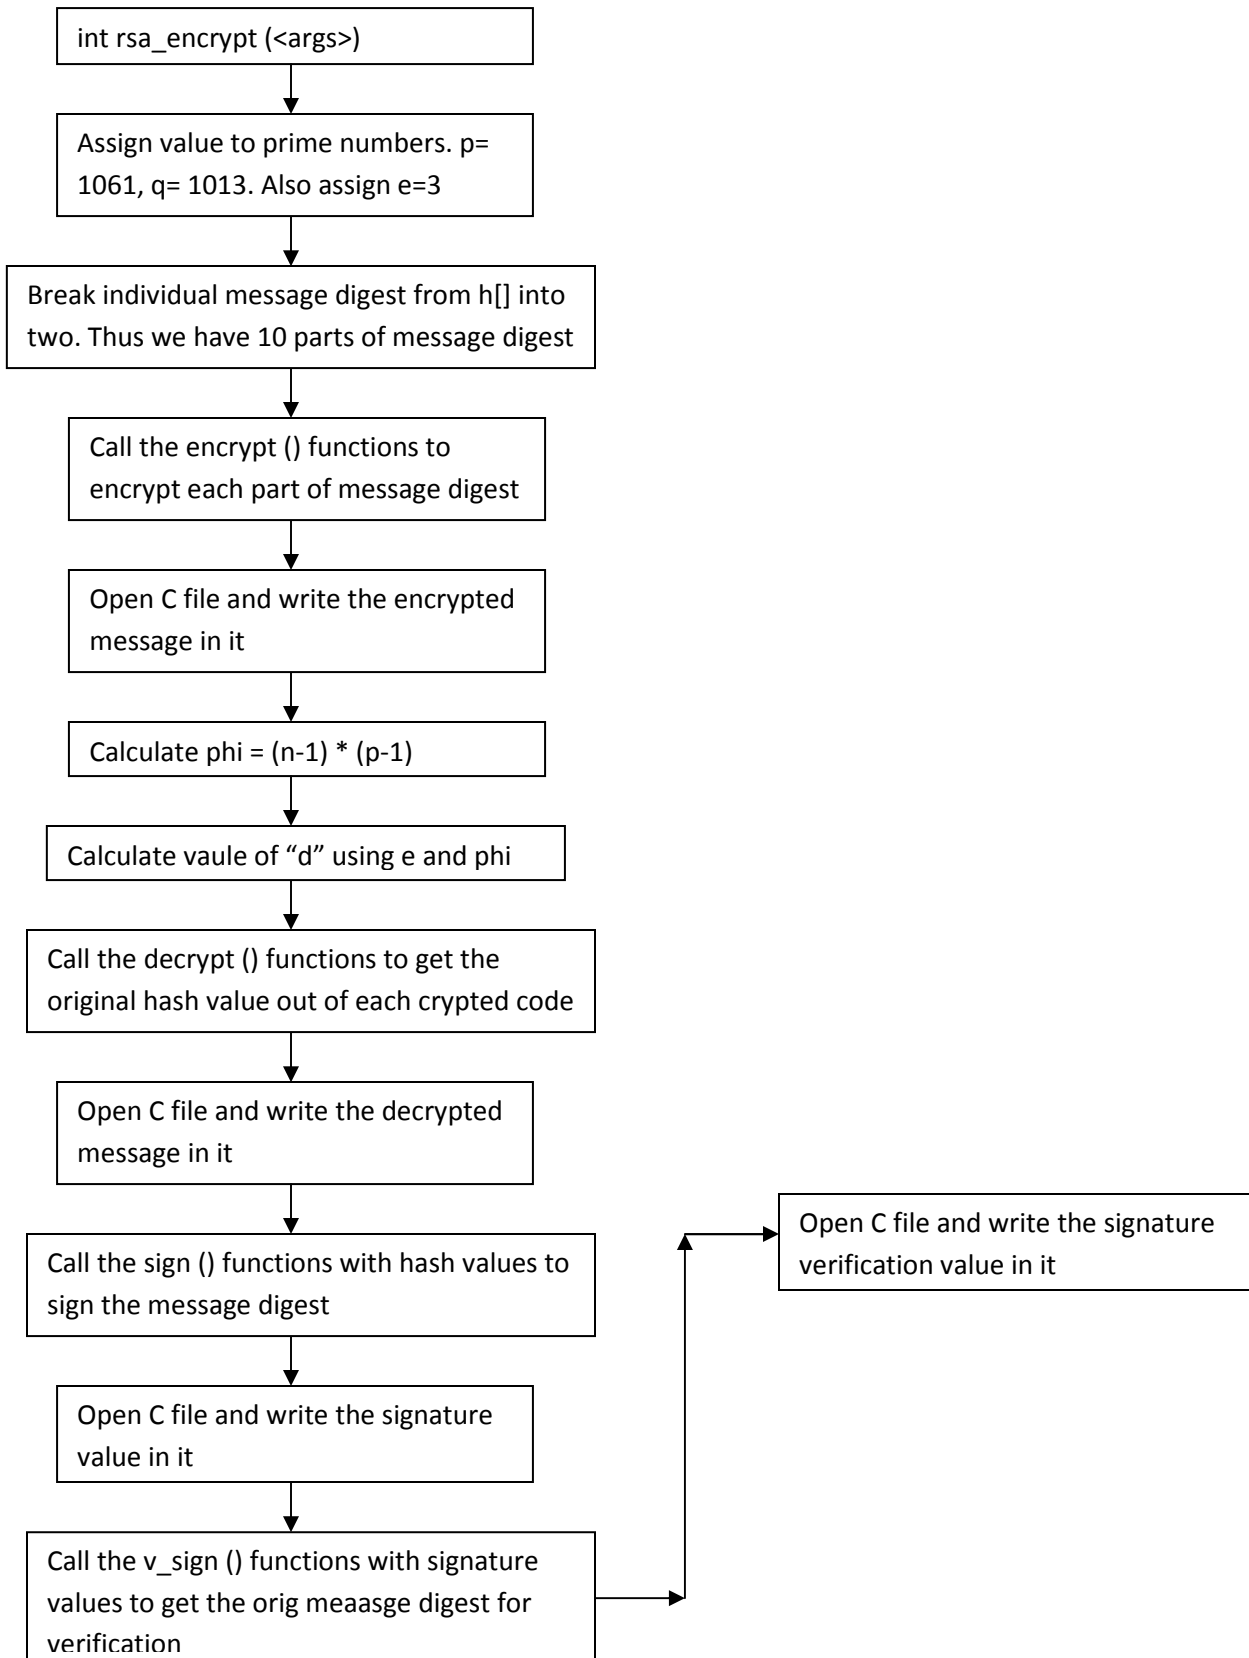 int rsa_encrypt (<args>)
Assign value to prime numbers. p=
1061, q= 1013. Also assign e=3
Break individual message digest from h[] into
two. Thus we have 10 parts of message digest
Call the encrypt () functions to
encrypt each part of message digest
Open C file and write the encrypted
message in it
Calculate phi = (n-1) * (p-1)
Calculate vaule of “d” using e and phi
Call the decrypt () functions to get the
original hash value out of each crypted code
Open C file and write the decrypted
message in it
Call the sign () functions with hash values to
sign the message digest
Open C file and write the signature
value in it
Call the v_sign () functions with signature
values to get the orig meaasge digest for
verification
Open C file and write the signature
verification value in it